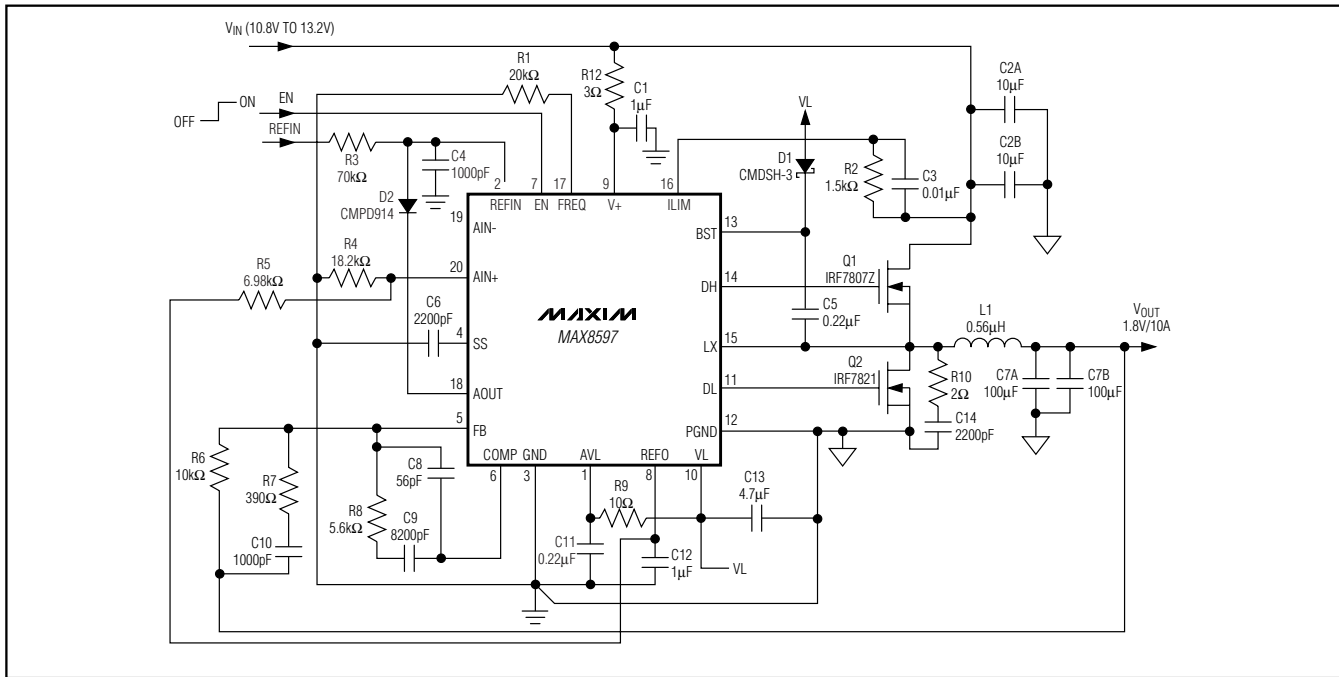 VIN (10.8V TO 13.2V)
R1
20kΩ
R12
3Ω
C1
1µF
C2A
10µF
C2B
10µF
OFF
ON
EN
REFIN
R3
70kΩ
C4
1000pF
D2
CMPD914
VL
D1
CMDSH-3
R2
1.5kΩ
C3
0.01µF
2
7
17
9
16
REFIN
EN
FREQ
V+
ILIM
19
AIN-
13
BST
R4
18.2kΩ
R5
6.98kΩ
20
AIN+
14
DH
Q1
IRF7807Z
C6
2200pF
4
SS
MAXIM
MAX8597
C5
0.22µF
15
LX
L1
0.56µH
VOUT
1.8V/10A
18
AOUT
11
DL
Q2
IRF7821
R10
2Ω
C14
2200pF
C7A
100µF
C7B
100µF
5
FB
12
PGND
COMP
GND
AVL
REFO
VL
6
3
1
8
10
R6
10kΩ
R7
390Ω
C10
1000pF
C8
56pF
R8
5.6kΩ
C9
8200pF
R9
10Ω
C11
0.22µF
C13
4.7µF
C12
1µF
VL